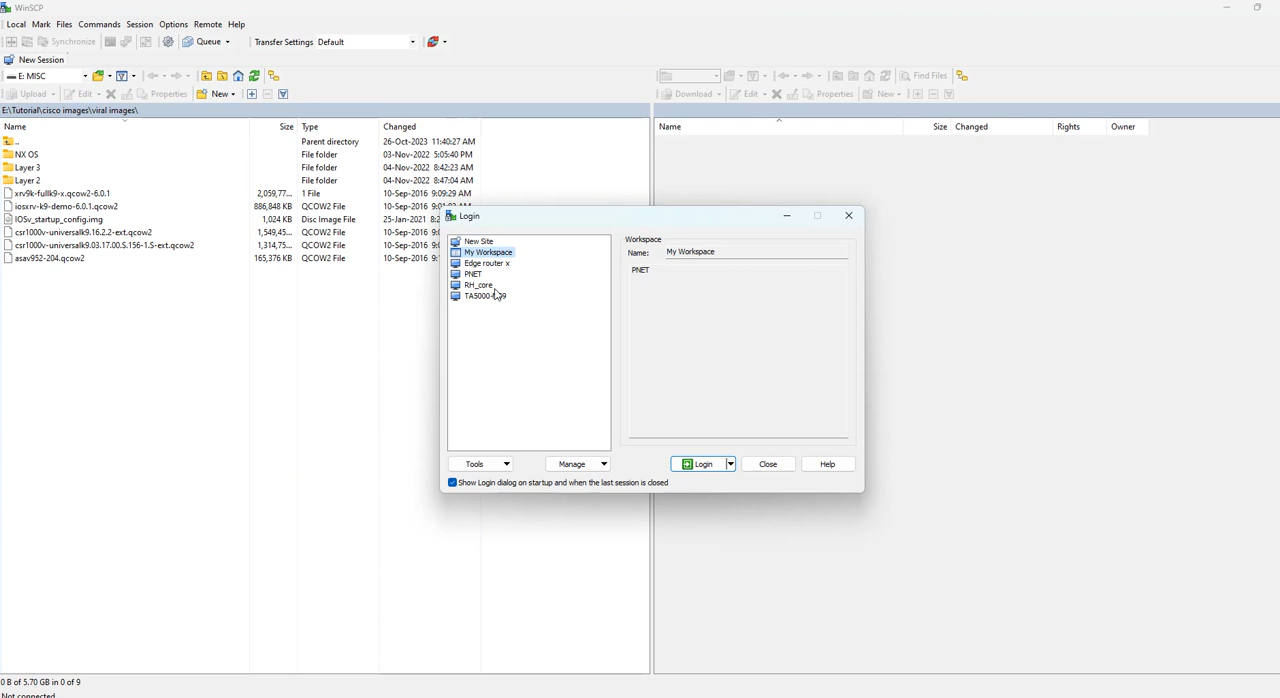 WinSCP
Local Mark Files Commands Session Options Remote Help
Synchronize Queue Transfer Settings Default
New Session
E: MISC
Find Files
Upload Edit Properties New
Download Edit Properties New
E:\Tutorial\cisco images\viral images\
Name Size Type Changed
Name Size Changed Rights Owner
.. Parent directory 26-Oct-2023 11:40:27 AM
NX OS File folder 03-Nov-2022 5:05:40 PM
Layer 3 File folder 04-Nov-2022 8:42:23 AM
Layer 2 File folder 04-Nov-2022 8:47:04 AM
xrv9k-fullk9-x.qcow2-6.0.1 2,059,77... 1 File 10-Sep-2016 9:09:29 AM
iosxrv-k9-demo-6.0.1.qcow2 886,848 KB QCOW2 File 10-Sep-2016
IOSv_startup_config.img 1,024 KB Disc Image File 25-Jan-2021
csr1000v-universalk9.16.2.2-ext.qcow2 1,549,45... QCOW2 File 10-Sep-2016
csr1000v-universalk9.03.17.00.S.156-1.S-ext.qcow2 1,314,75... QCOW2 File 10-Sep-2016
asav952-204.qcow2 165,376 KB QCOW2 File 10-Sep-2016
Login
New Site
My Workspace
Edge router x
PNET
RH_core
Workspace
Name: My Workspace
PNET
Tools Manage Login Close Help
Show Login dialog on startup and when the last session is closed
0 B of 5.70 GB in 0 of 9
Not connected